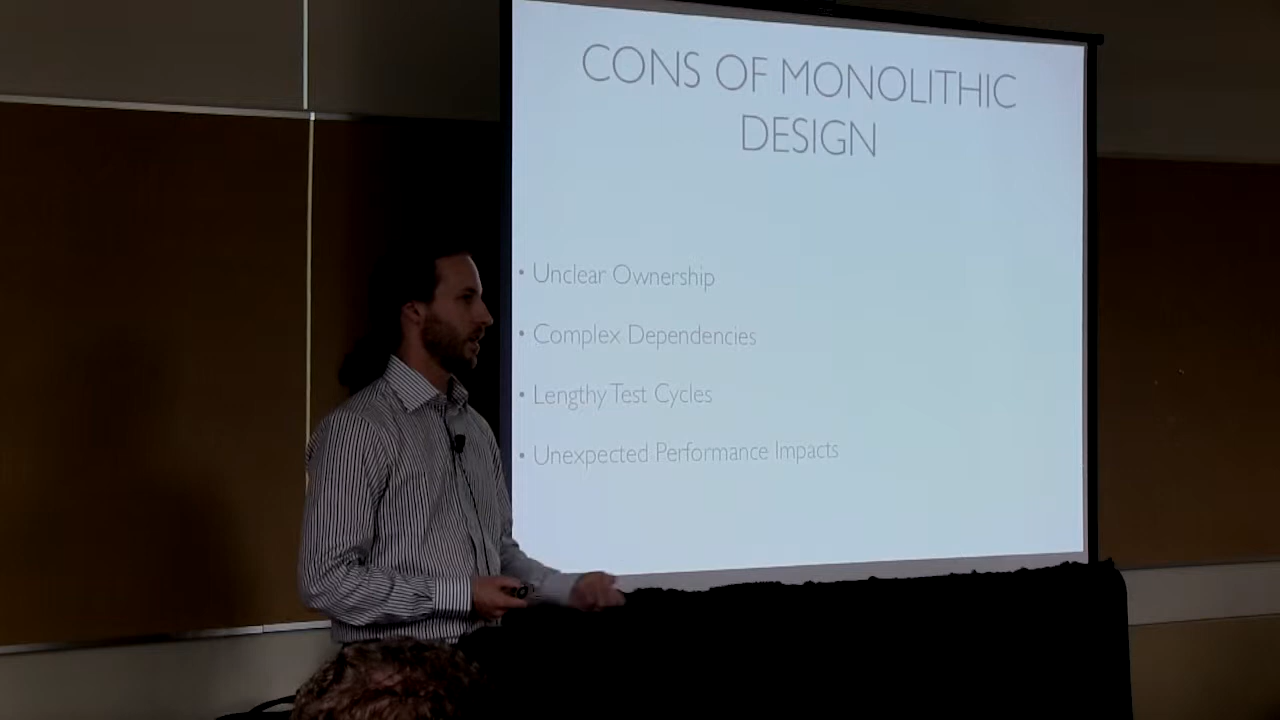 CONS OF MONOLITHIC
DESIGN
• Unclear Ownership
• Complex Dependencies
• Lengthy Test Cycles
• Unexpected Performance Impacts